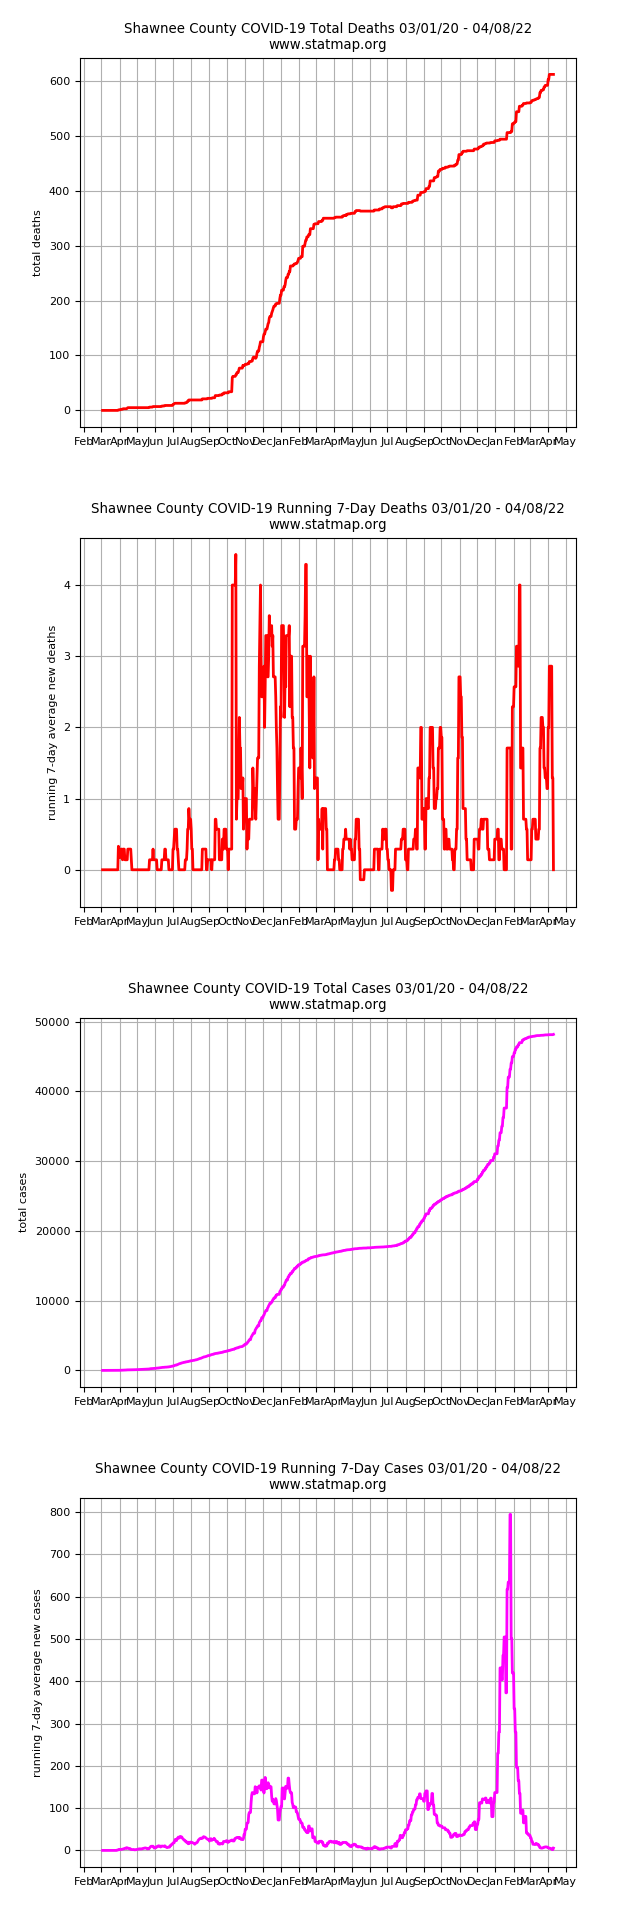 Shawnee County COVID-19 Total Deaths 03/01/20 - 04/08/22
www.statmap.org
600
500
400
300
200
100
0
total deaths
Feb Mar Apr May Jun Jul Aug Sep Oct Nov Dec Jan Feb Mar Apr May Jun Jul Aug Sep Oct Nov Dec Jan Feb Mar Apr May
Shawnee County COVID-19 Running 7-Day Deaths 03/01/20 - 04/08/22
www.statmap.org
4
3
2
1
0
running 7-day average new deaths
Feb Mar Apr May Jun Jul Aug Sep Oct Nov Dec Jan Feb Mar Apr May Jun Jul Aug Sep Oct Nov Dec Jan Feb Mar Apr May
Shawnee County COVID-19 Total Cases 03/01/20 - 04/08/22
www.statmap.org
50000
40000
30000
20000
10000
0
total cases
Feb Mar Apr May Jun Jul Aug Sep Oct Nov Dec Jan Feb Mar Apr May Jun Jul Aug Sep Oct Nov Dec Jan Feb Mar Apr May
Shawnee County COVID-19 Running 7-Day Cases 03/01/20 - 04/08/22
www.statmap.org
800
700
600
500
400
300
200
100
0
running 7-day average new cases
Feb Mar Apr May Jun Jul Aug Sep Oct Nov Dec Jan Feb Mar Apr May Jun Jul Aug Sep Oct Nov Dec Jan Feb Mar Apr May